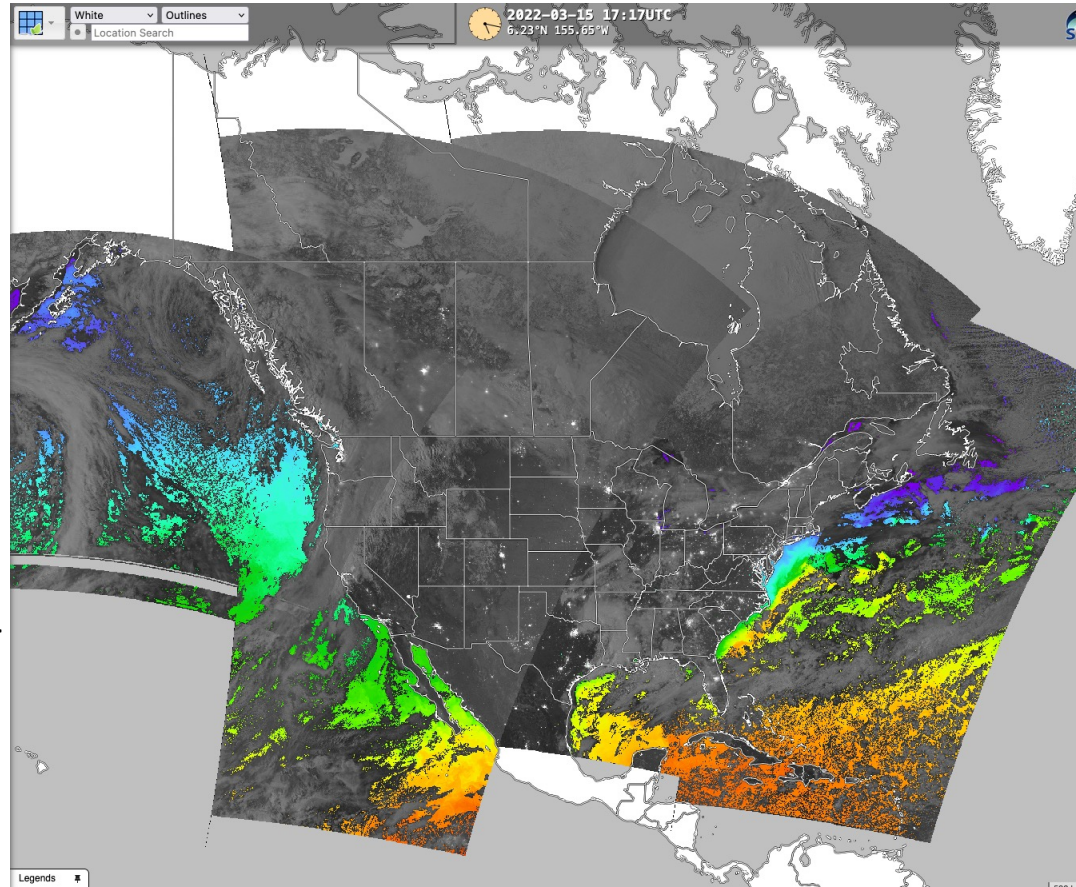 White
Outlines
Location Search
2022-03-15 17:17UTC
6.23°N 155.65°W
Legends